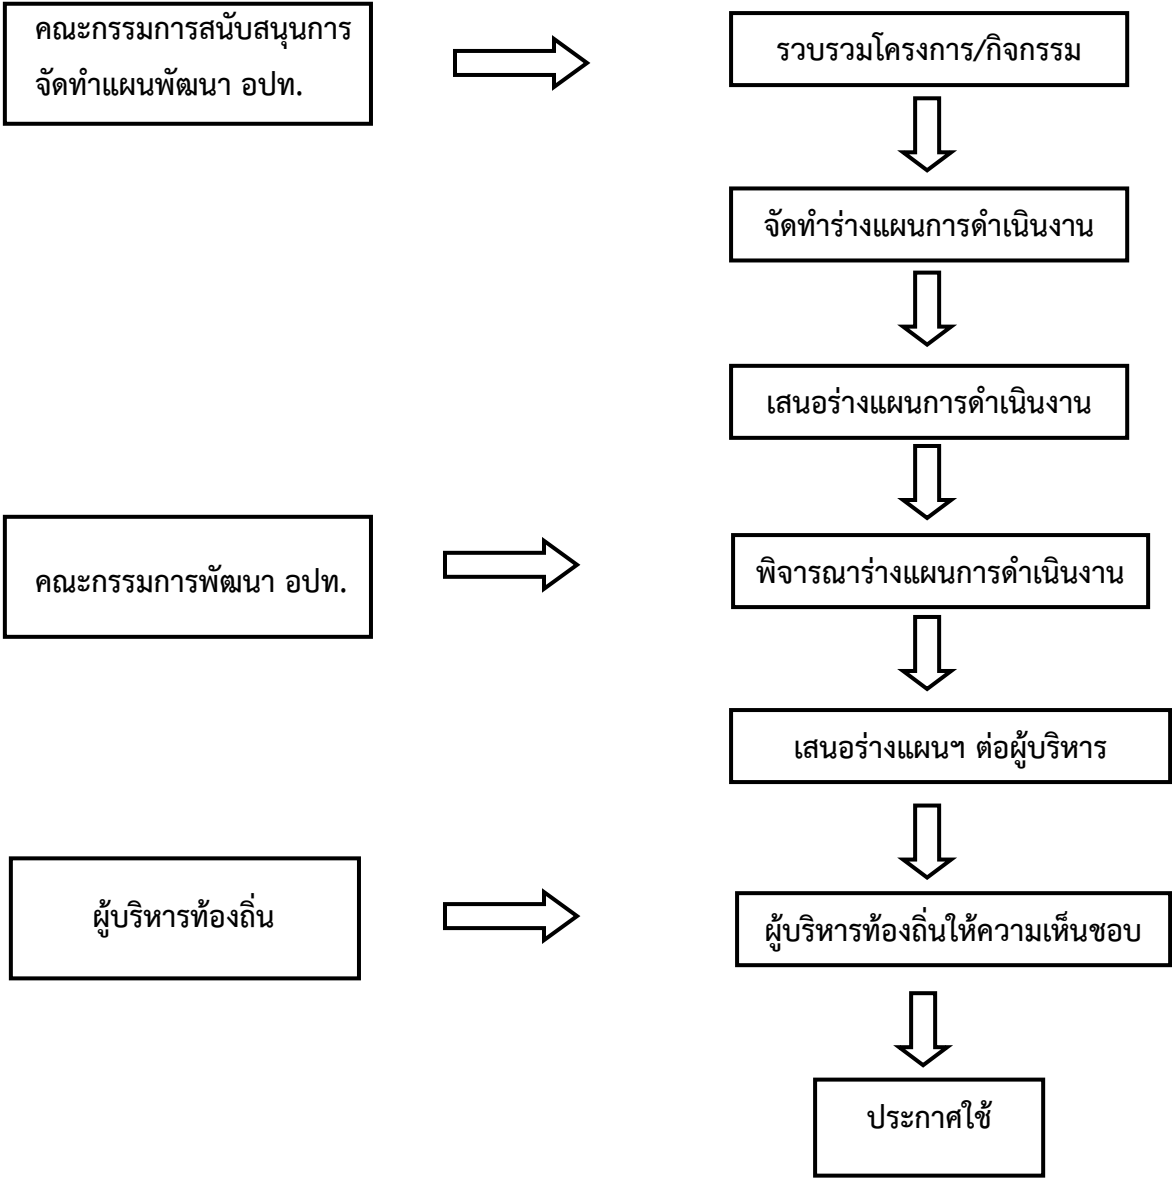 คณะกรรมการสนับสนุนการ
จัดทำแผนพัฒนา อปท.
รวบรวมโครงการ/กิจกรรม
จัดทำร่างแผนการดำเนินงาน
เสนอร่างแผนการดำเนินงาน
คณะกรรมการพัฒนา อปท.
พิจารณาร่างแผนการดำเนินงาน
เสนอร่างแผนฯ ต่อผู้บริหาร
ผู้บริหารท้องถิ่น
ผู้บริหารท้องถิ่นให้ความเห็นชอบ
ประกาศใช้